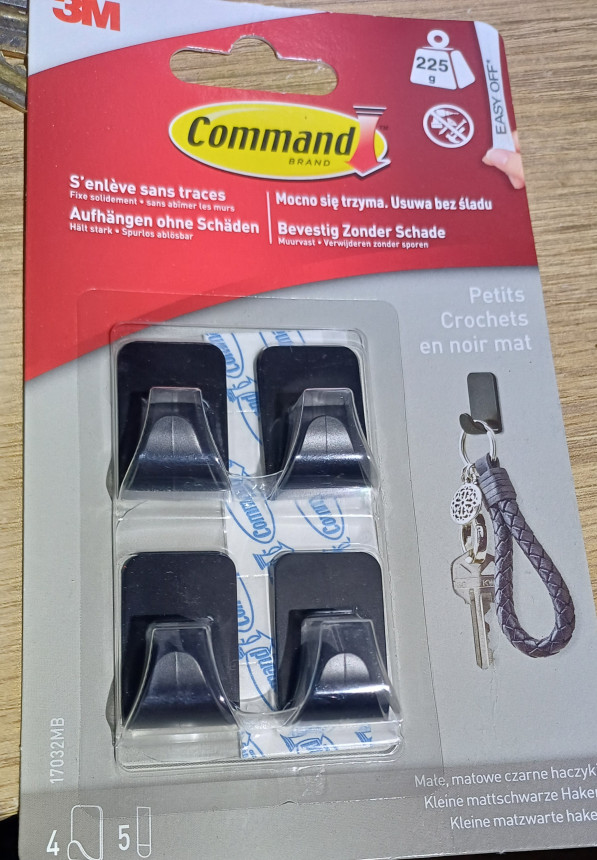 3M
225
g
EASY OFF
Command
BRAND
S'enlève sans traces
Fixe solidement • sans abîmer les murs
Aufhängen ohne Schäden
Hält stark • Spurlos ablösbar
Mocno się trzyma. Usuwa bez śladu
Bevestig Zonder Schade
Muurvast • Verwijderen zonder sporen
Petits
Crochets
en noir mat
17032MB
Małe, matowe czarne haczyk
Kleine mattschwarze Haken
Kleine matzwarte hake
4
5